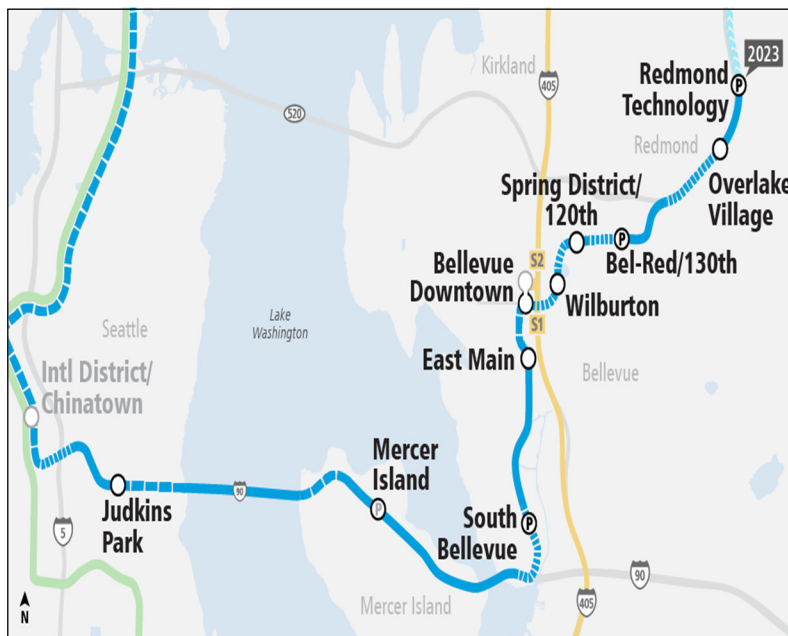 2023
Redmond
Technology
Kirkland
405
520
Redmond
Overlake
Village
Spring District/
120th
S2
Bel-Red/130th
P
P
Bellevue
Downtown
Wilburton
S1
Lake
Washington
Seattle
East Main
Bellevue
Intl District/
Chinatown
Mercer
Island
P
90
Judkins
Park
5
South
Bellevue
P
90
405
Mercer Island
N